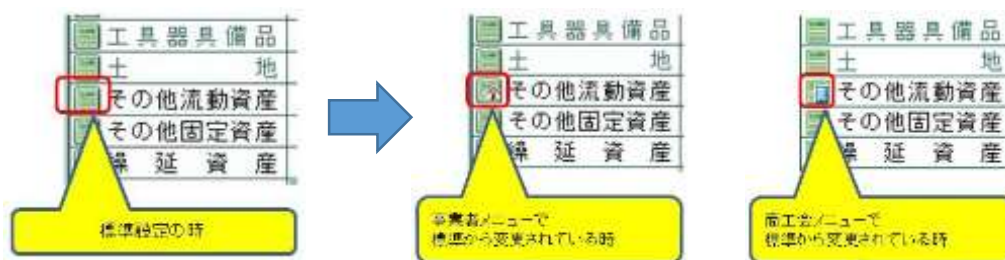 工具器具備品
土地
その他流動資産
その他固定資産
繰延資産
標準設定の時
工具器具備品
土地
その他流動資産
その他固定資産
繰延資産
事業者メニューで
標準から変更されている時
工具器具備品
土地
その他流動資産
その他固定資産
繰延資産
商工会メニューで
標準から変更されている時